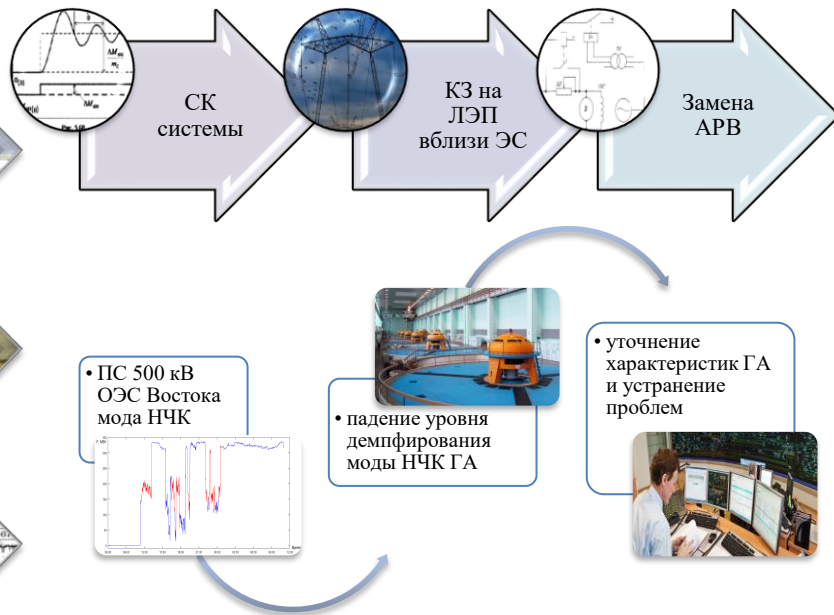 СК
системы
КЗ на
ЛЭП
вблизи ЭС
Замена
АРВ
• ПС 500 кВ
ОЭС Востока
мода НЧК
• падение уровня
демпфирования
моды НЧК ГА
• уточнение
характеристик ГА
и устранение
проблем